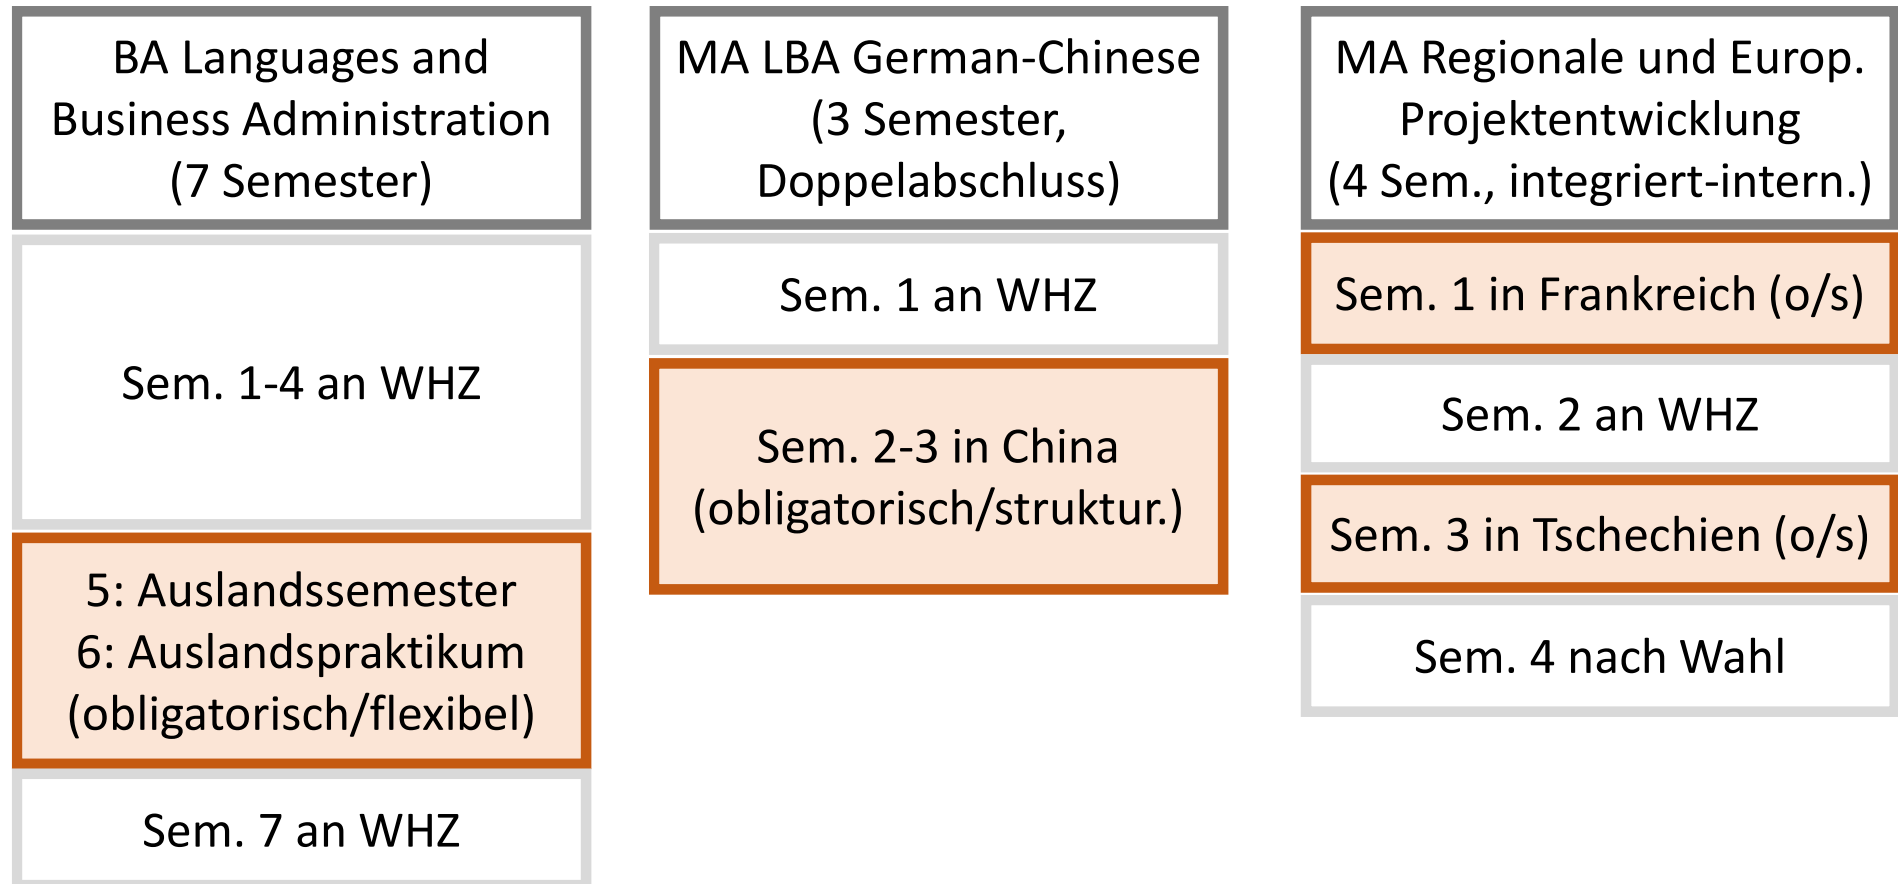 BA Languages and
Business Administration
(7 Semester)
Sem. 1-4 an WHZ
5: Auslandssemester
6: Auslandspraktikum
(obligatorisch/flexibel)
Sem. 7 an WHZ
MA LBA German-Chinese
(3 Semester,
Doppelabschluss)
Sem. 1 an WHZ
Sem. 2-3 in China
(obligatorisch/struktur.)
MA Regionale und Europ.
Projektentwicklung
(4 Sem., integriert-intern.)
Sem. 1 in Frankreich (o/s)
Sem. 2 an WHZ
Sem. 3 in Tschechien (o/s)
Sem. 4 nach Wahl